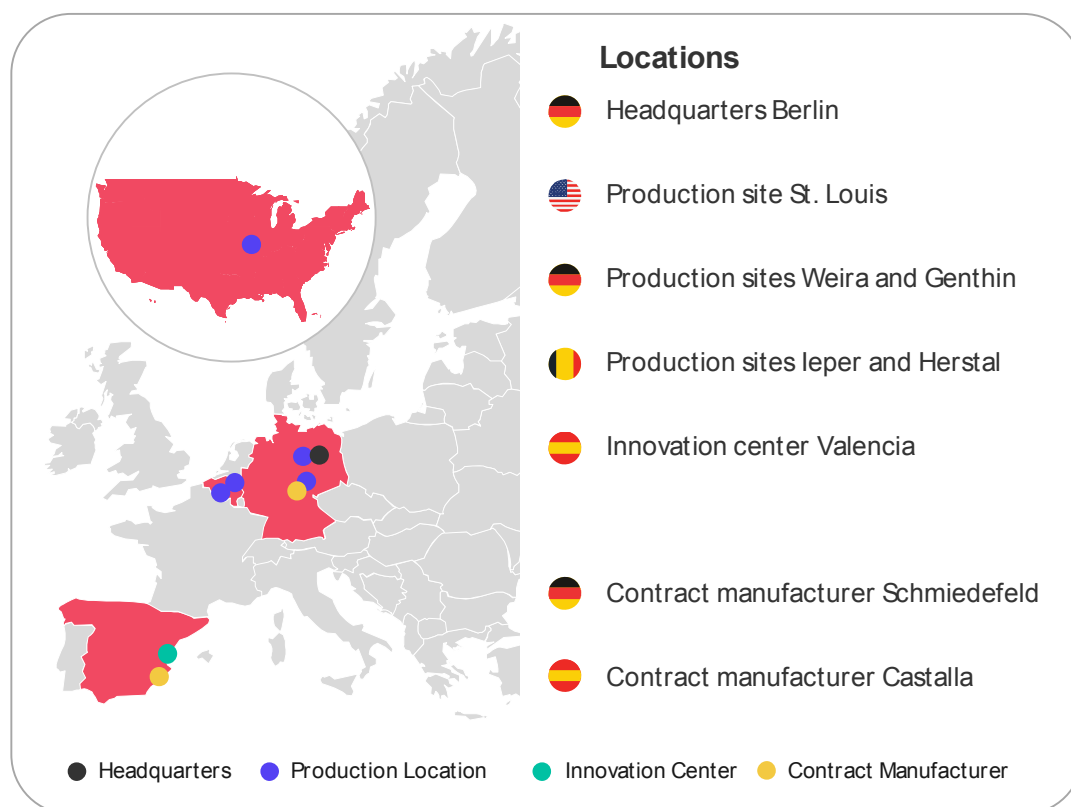 Locations
Headquarters Berlin
Production site St. Louis
Production sites Weira and Genthin
Production sites Ieper and Herstal
Innovation center Valencia
Contract manufacturer Schmiedefeld
Contract manufacturer Castalla
Headquarters Production Location Innovation Center Contract Manufacturer